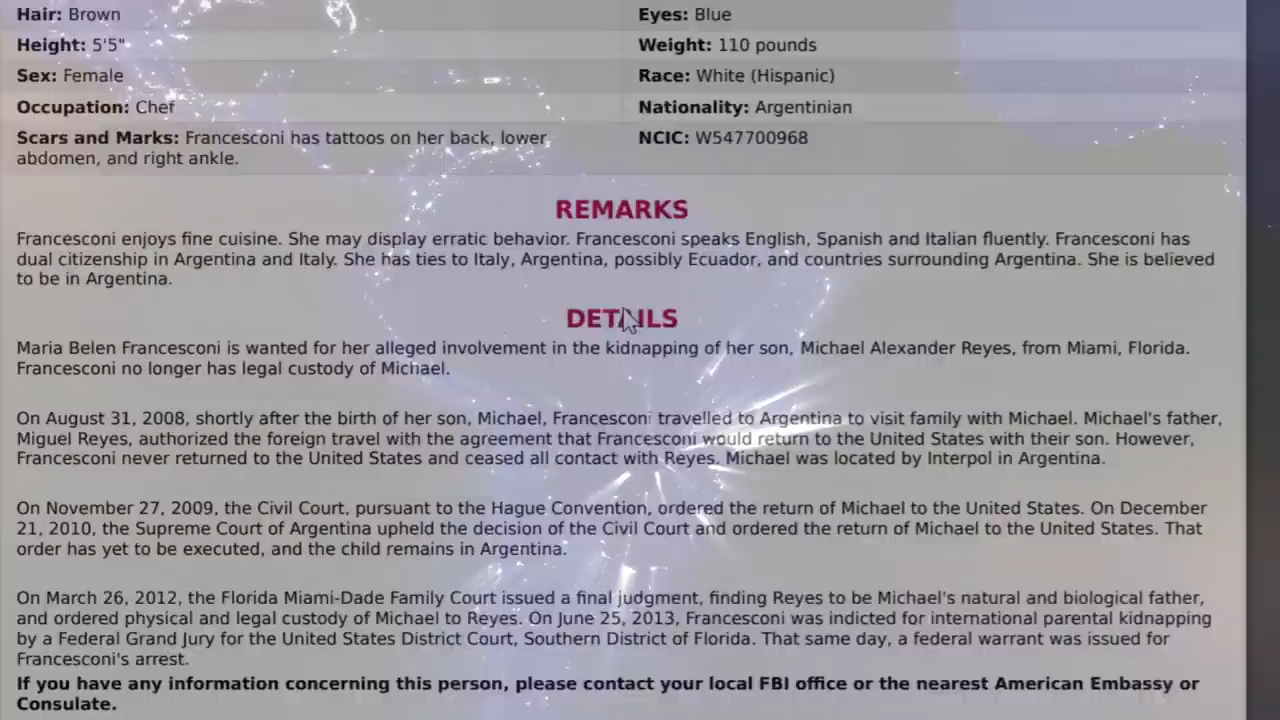 Hair: Brown Eyes: Blue
Height: 5'5" Weight: 110 pounds
Sex: Female Race: White (Hispanic)
Occupation: Chef Nationality: Argentinian
Scars and Marks: Francesconi has tattoos on her back, lower NCIC: W547700968
abdomen, and right ankle.
REMARKS
Francesconi enjoys fine cuisine. She may display erratic behavior. Francesconi speaks English, Spanish and Italian fluently. Francesconi has
dual citizenship in Argentina and Italy. She has ties to Italy, Argentina, possibly Ecuador, and countries surrounding Argentina. She is believed
to be in Argentina.
DETAILS
Maria Belen Francesconi is wanted for her alleged involvement in the kidnapping of her son, Michael Alexander Reyes, from Miami, Florida.
Francesconi no longer has legal custody of Michael.
On August 31, 2008, shortly after the birth of her son, Michael, Francesconi travelled to Argentina to visit family with Michael. Michael's father,
Miguel Reyes, authorized the foreign travel with the agreement that Francesconi would return to the United States with their son. However,
Francesconi never returned to the United States and ceased all contact with Reyes. Michael was located by Interpol in Argentina.
On November 27, 2009, the Civil Court, pursuant to the Hague Convention, ordered the return of Michael to the United States. On December
21, 2010, the Supreme Court of Argentina upheld the decision of the Civil Court and ordered the return of Michael to the United States. That
order has yet to be executed, and the child remains in Argentina.
On March 26, 2012, the Florida Miami-Dade Family Court issued a final judgment, finding Reyes to be Michael's natural and biological father,
and ordered physical and legal custody of Michael to Reyes. On June 25, 2013, Francesconi was indicted for international parental kidnapping
by a Federal Grand Jury for the United States District Court, Southern District of Florida. That same day, a federal warrant was issued for
Francesconi's arrest.
If you have any information concerning this person, please contact your local FBI office or the nearest American Embassy or
Consulate.